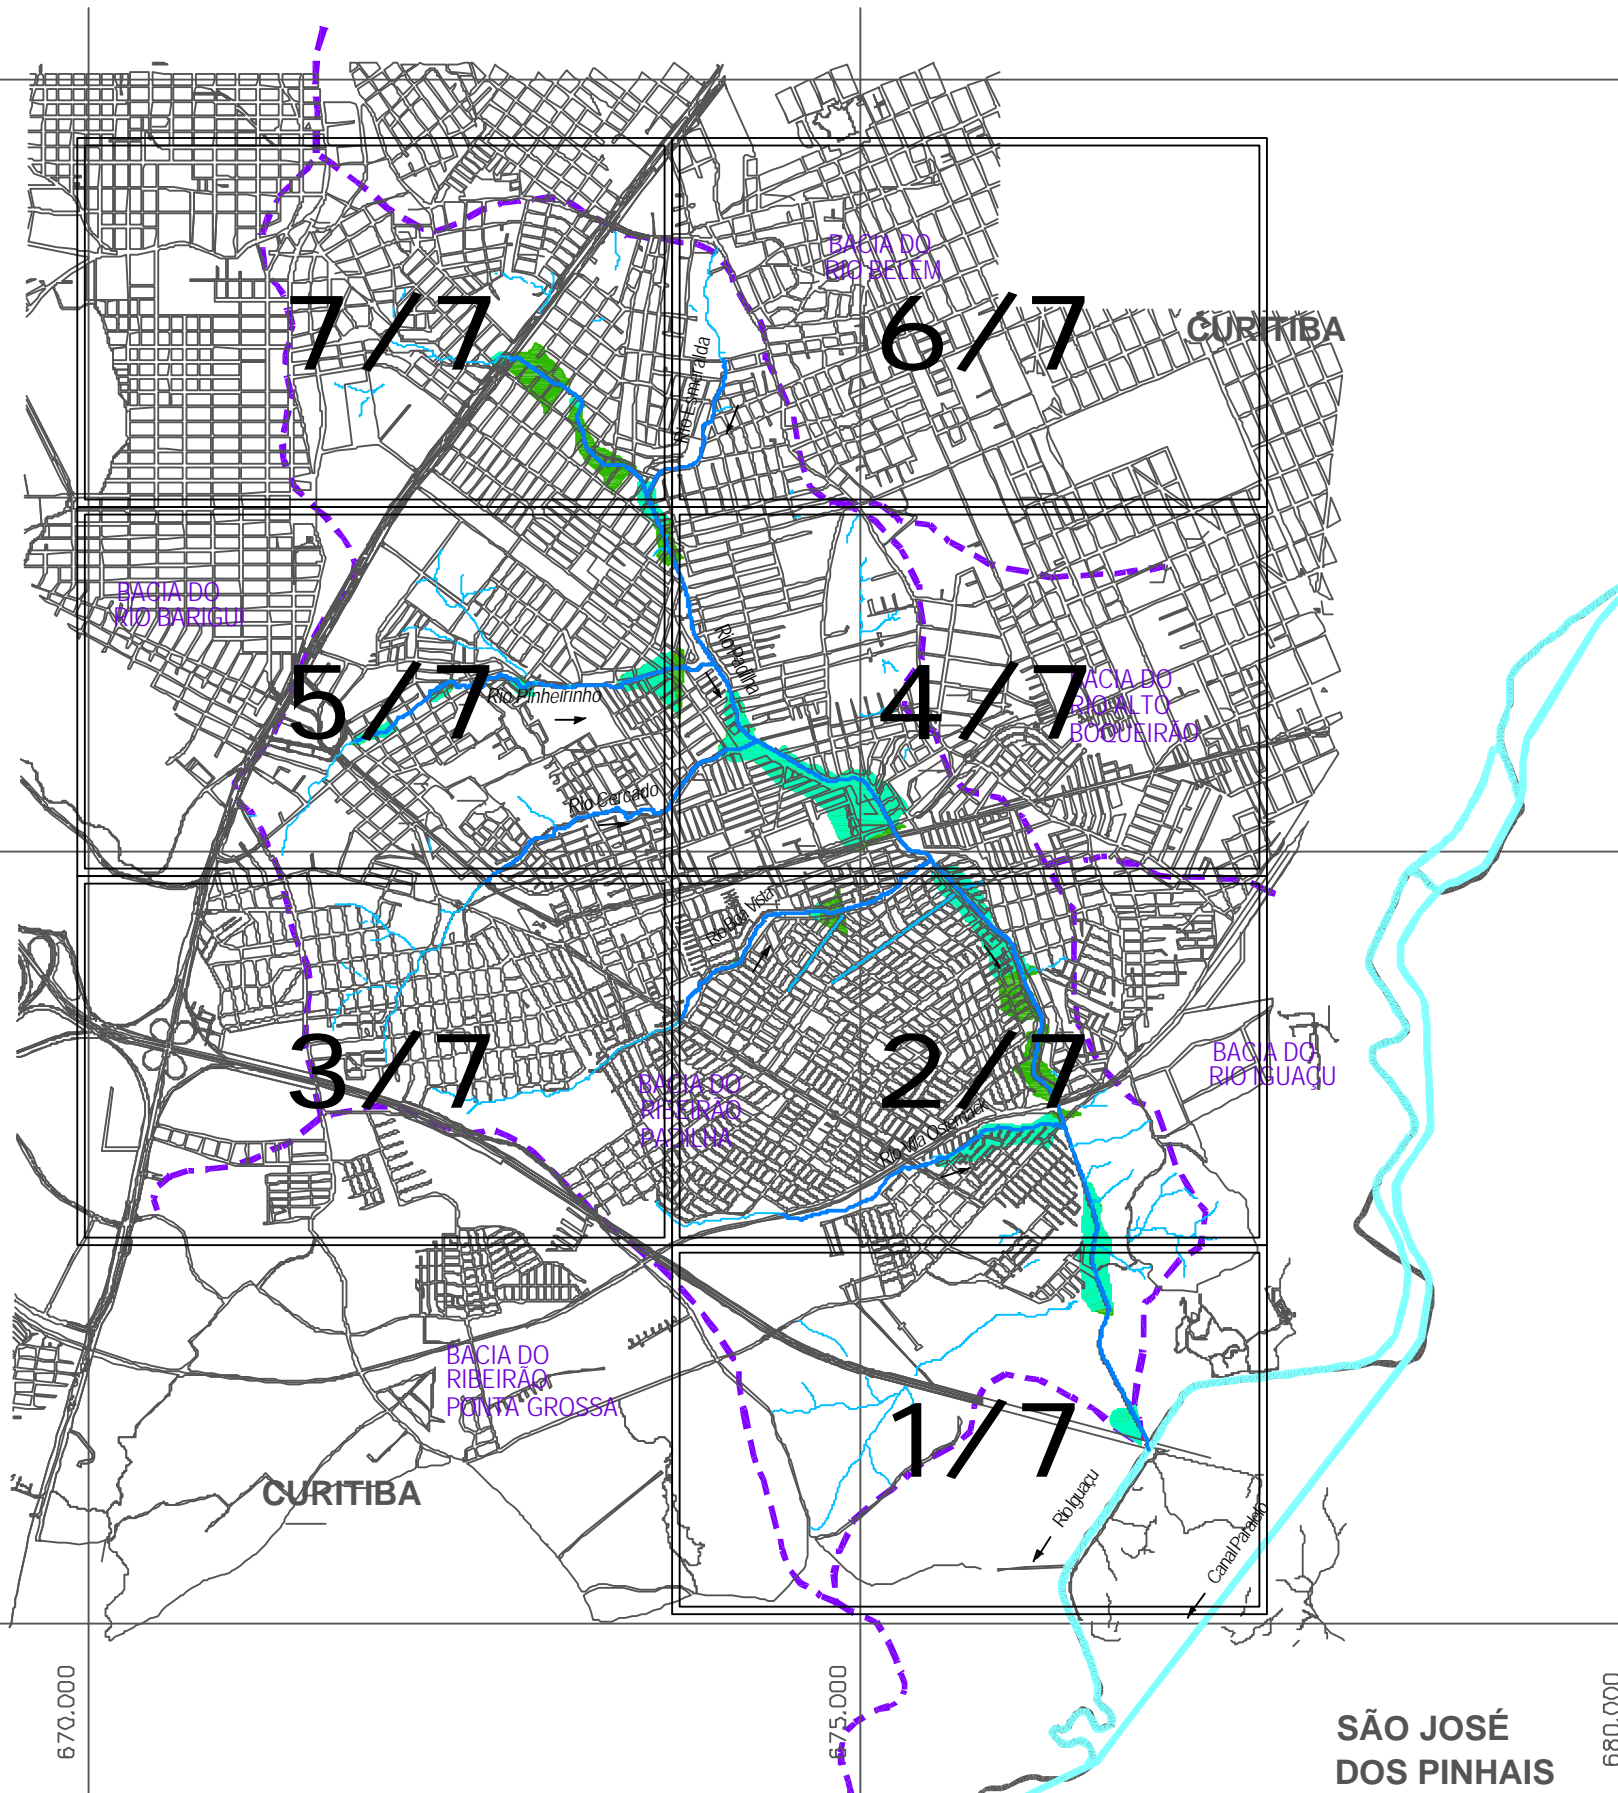 BACIA DO
RIO BELÉM
7/7
6/7
CURITIBA
Rio Esmeralda
BACIA DO
RIO BARIGUI
Rio Padilha
5/7
Rio Pinheirinho
4/7
BACIA DO
RIO ALTO
BOQUEIRÃO
Rio Cercado
Rio Boa Vista
3/7
2/7
BACIA DO
RIO IGUAÇU
BACIA DO
RIBEIRÃO
PADILHA
Rio Vila Osternack
BACIA DO
RIBEIRÃO
PONTA GROSSA
1/7
CURITIBA
Rio Iguaçu
Canal Paralelo
670.000
675.000
680.000
SÃO JOSÉ
DOS PINHAIS